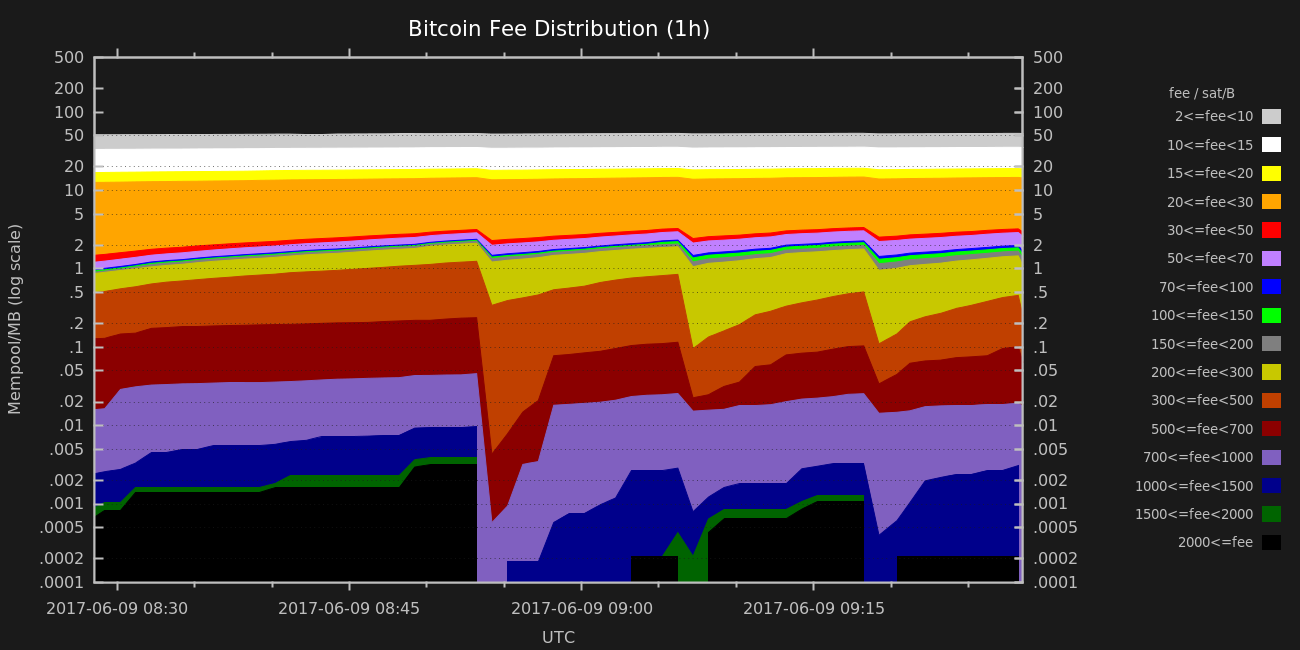 Bitcoin Fee Distribution (1h)
Mempool/MB (log scale)
500
200
100
50
20
10
5
2
1
.5
.2
.1
.05
.02
.01
.005
.002
.001
.0005
.0002
.0001
500
200
100
50
20
10
5
2
1
.5
.2
.1
.05
.02
.01
.005
.002
.001
.0005
.0002
.0001
2017-06-09 08:30 2017-06-09 08:45 2017-06-09 09:00 2017-06-09 09:15
UTC
fee / sat/B
2<=fee<10
10<=fee<15
15<=fee<20
20<=fee<30
30<=fee<50
50<=fee<70
70<=fee<100
100<=fee<150
150<=fee<200
200<=fee<300
300<=fee<500
500<=fee<700
700<=fee<1000
1000<=fee<1500
1500<=fee<2000
2000<=fee